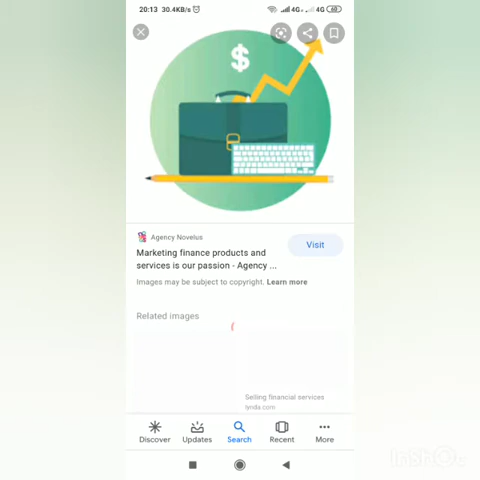 20:13 30.4KB/s 4G 4G 60
$
Agency Novelus
Marketing finance products and
services is our passion - Agency ...
Visit
Images may be subject to copyright. Learn more
Related images
Selling financial services
lynda.com
Discover Updates Search Recent More
InShOt